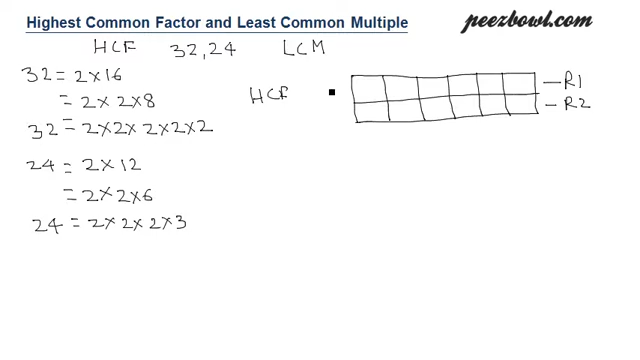 Highest Common Factor and Least Common Multiple
peezbowl.com
HCF 32,24 LCM
32 = 2×16
= 2× 2×8
32 = 2×2× 2×2×2
24 = 2×12
= 2× 2×6
24 = 2× 2× 2×3
HCF
R1
R2